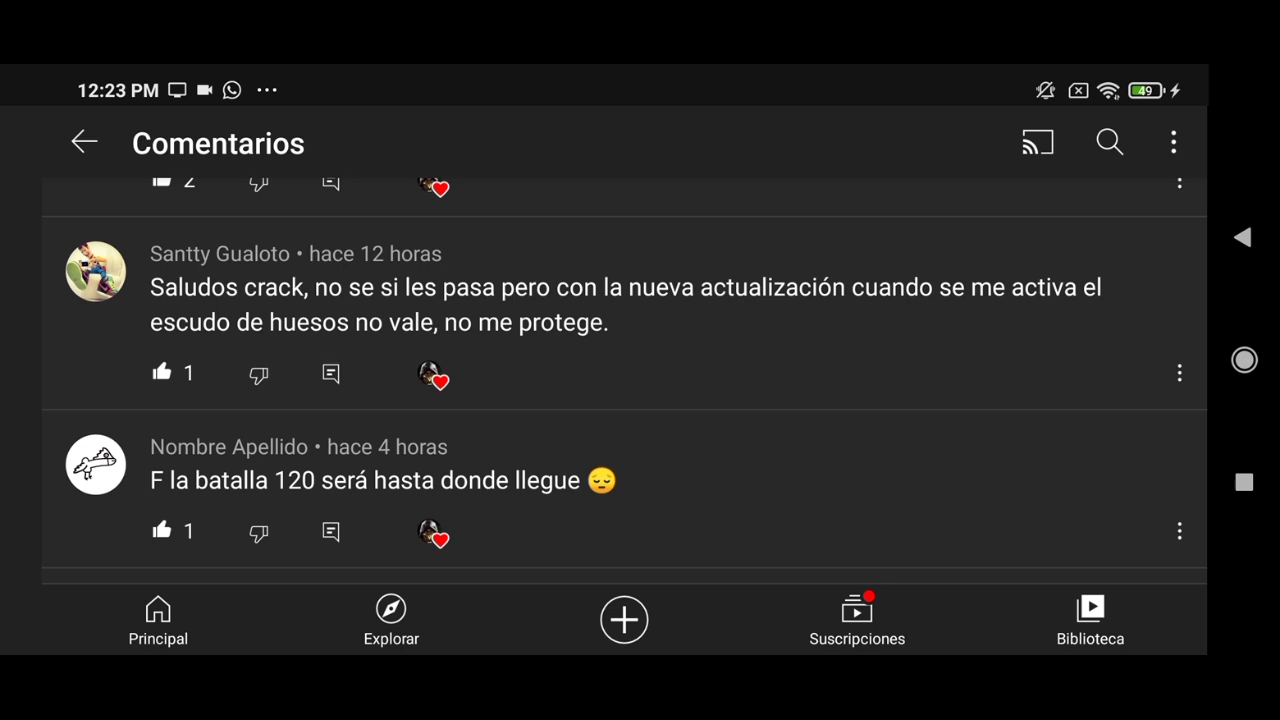 12:23 PM
49
Comentarios
2
Santty Gualoto • hace 12 horas
Saludos crack, no se si les pasa pero con la nueva actualización cuando se me activa el
escudo de huesos no vale, no me protege.
1
Nombre Apellido • hace 4 horas
F la batalla 120 será hasta donde llegue 😔
1
Principal
Explorar
Suscripciones
Biblioteca